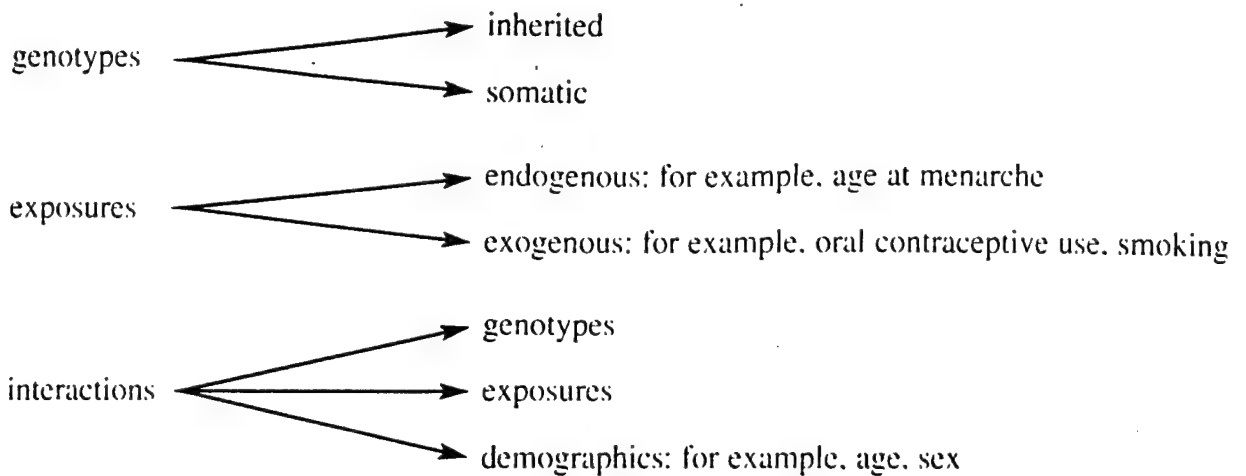 inherited
genotypes
somatic
endogenous: for example, age at menarche
exposures
exogenous: for example, oral contraceptive use, smoking
genotypes
interactions
exposures
demographics: for example, age, sex